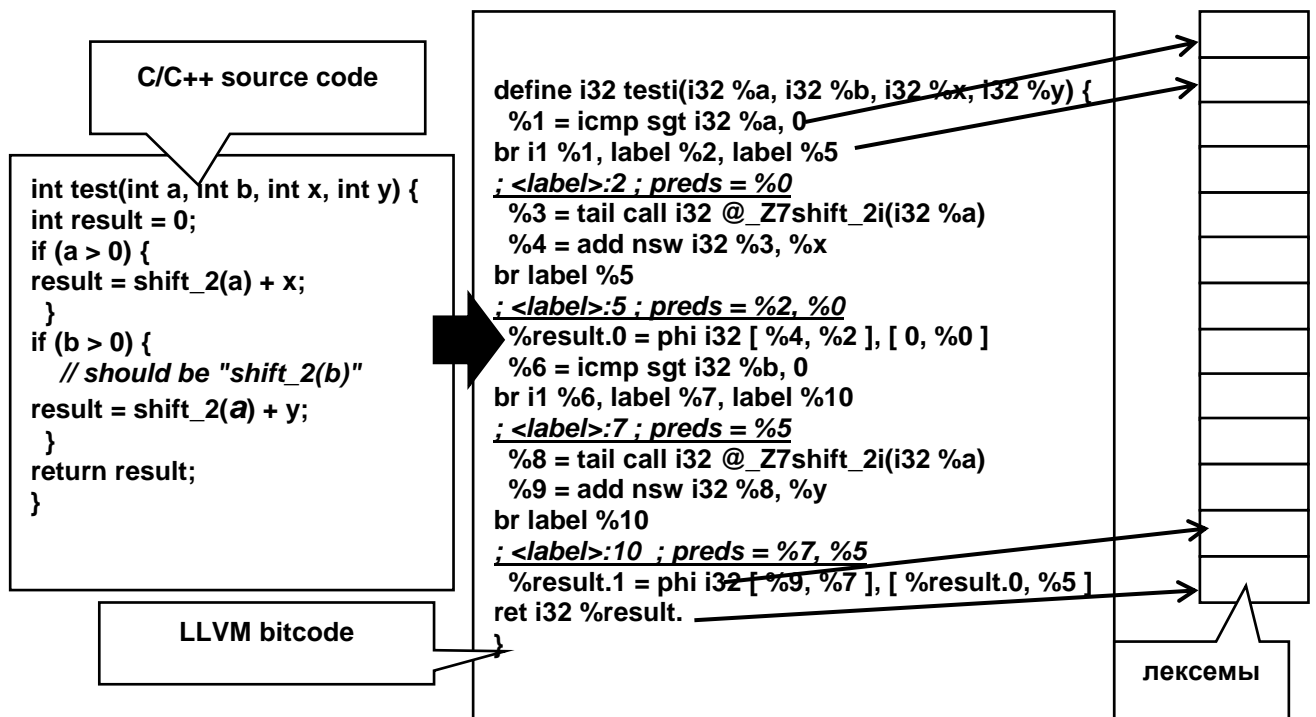 C/C++ source code
int test(int a, int b, int x, int y) {
int result = 0;
if (a > 0) {
result = shift_2(a) + x;
}
if (b > 0) {
// should be "shift_2(b)"
result = shift_2(a) + y;
}
return result;
}
define i32 testi(i32 %a, i32 %b, i32 %x, i32 %y) {
%1 = icmp sgt i32 %a, 0
br i1 %1, label %2, label %5
; <label>:2 ; preds = %0
%3 = tail call i32 @_Z7shift_2i(i32 %a)
%4 = add nsw i32 %3, %x
br label %5
; <label>:5 ; preds = %2, %0
%result.0 = phi i32 [ %4, %2 ], [ 0, %0 ]
%6 = icmp sgt i32 %b, 0
br i1 %6, label %7, label %10
; <label>:7 ; preds = %5
%8 = tail call i32 @_Z7shift_2i(i32 %a)
%9 = add nsw i32 %8, %y
br label %10
; <label>:10 ; preds = %7, %5
%result.1 = phi i32 [ %9, %7 ], [ %result.0, %5 ]
ret i32 %result.
}
LLVM bitcode
лексемы